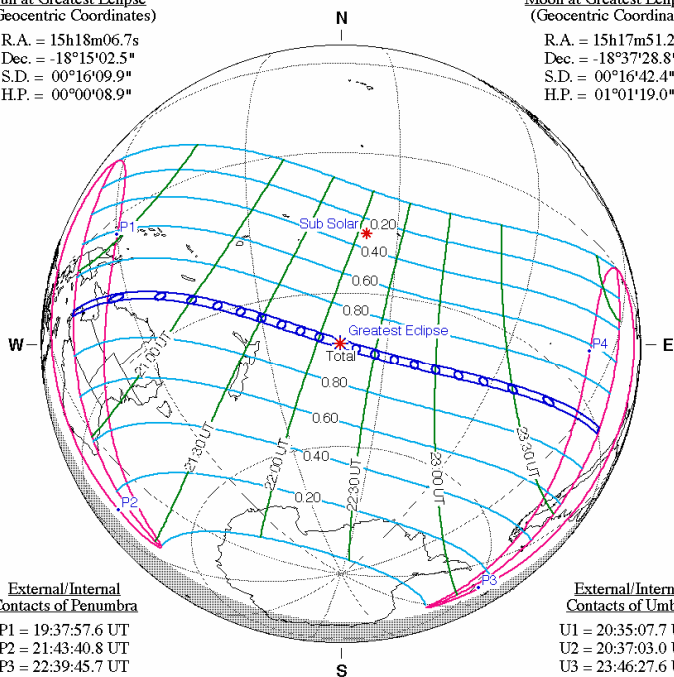 Sun at Greatest Eclipse
(Geocentric Coordinates)
R.A. = 15h18m06.7s
Dec. = -18°15'02.5"
S.D. = 00°16'09.9"
H.P. = 00°00'08.9"
Moon at Greatest Eclip
(Geocentric Coordina
R.A. = 15h17m51.2
Dec. = -18°37'28.8'
S.D. = 00°16'42.4"
H.P. = 01°01'19.0"
N
P1
Sub Solar
0.20
0.40
0.60
0.80
Greatest Eclipse
W
E
P4
Total
21:00 UT
0.80
0.60
0.40
0.20
21:30 UT
22:00 UT
22:30 UT
23:00 UT
23:30 UT
P2
P3
S
External/Internal
Contacts of Penumbra
P1 = 19:37:57.6 UT
P2 = 21:43:40.8 UT
P3 = 22:39:45.7 UT
External/Intern
Contacts of Umb
U1 = 20:35:07.7 U
U2 = 20:37:03.0 U
U3 = 23:46:27.6 U